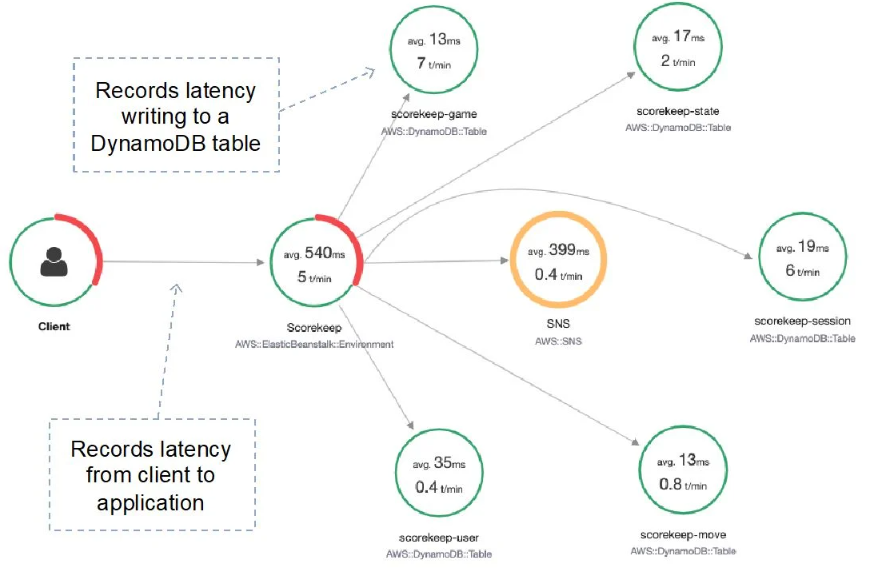 Records latency
writing to a
DynamoDB table
avg. 13ms
7 t/min
scorekeep-game
AWS::DynamoDB::Table
avg. 17ms
2 t/min
scorekeep-state
AWS::DynamoDB::Table
Client
avg. 540ms
5 t/min
Scorekeep
AWS::ElasticBeanstalk::Environment
avg. 399ms
0.4 t/min
SNS
AWS::SNS
avg. 19ms
6 t/min
scorekeep-session
AWS::DynamoDB::Table
Records latency
from client to
application
avg. 35ms
0.4 t/min
scorekeep-user
AWS::DynamoDB::Table
avg. 13ms
0.8 t/min
scorekeep-move
AWS::DynamoDB::Table